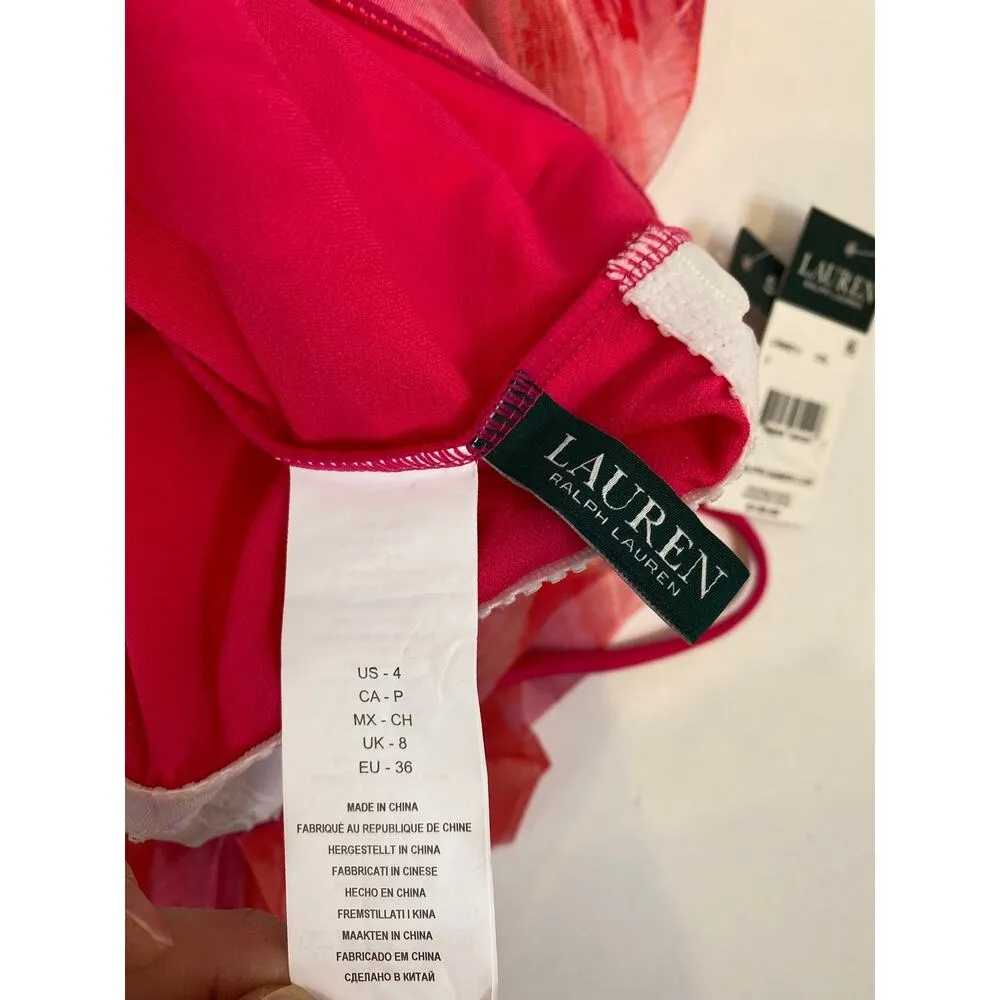 LAUREN
RALPH LAUREN
LAUREN
RALPH LAUREN
US - 4
CA - P
MX - CH
UK - 8
EU - 36
MADE IN CHINA
FABRIQUÉ AU REPUBLIQUE DE CHINE
HERGESTELLT IN CHINA
FABBRICATI IN CINESE
HECHO EN CHINA
FREMSTILLATI I KINA
MAAKTEN IN CHINA
FABRICADO EM CHINA
СДЕЛАНО В КИТАЙ